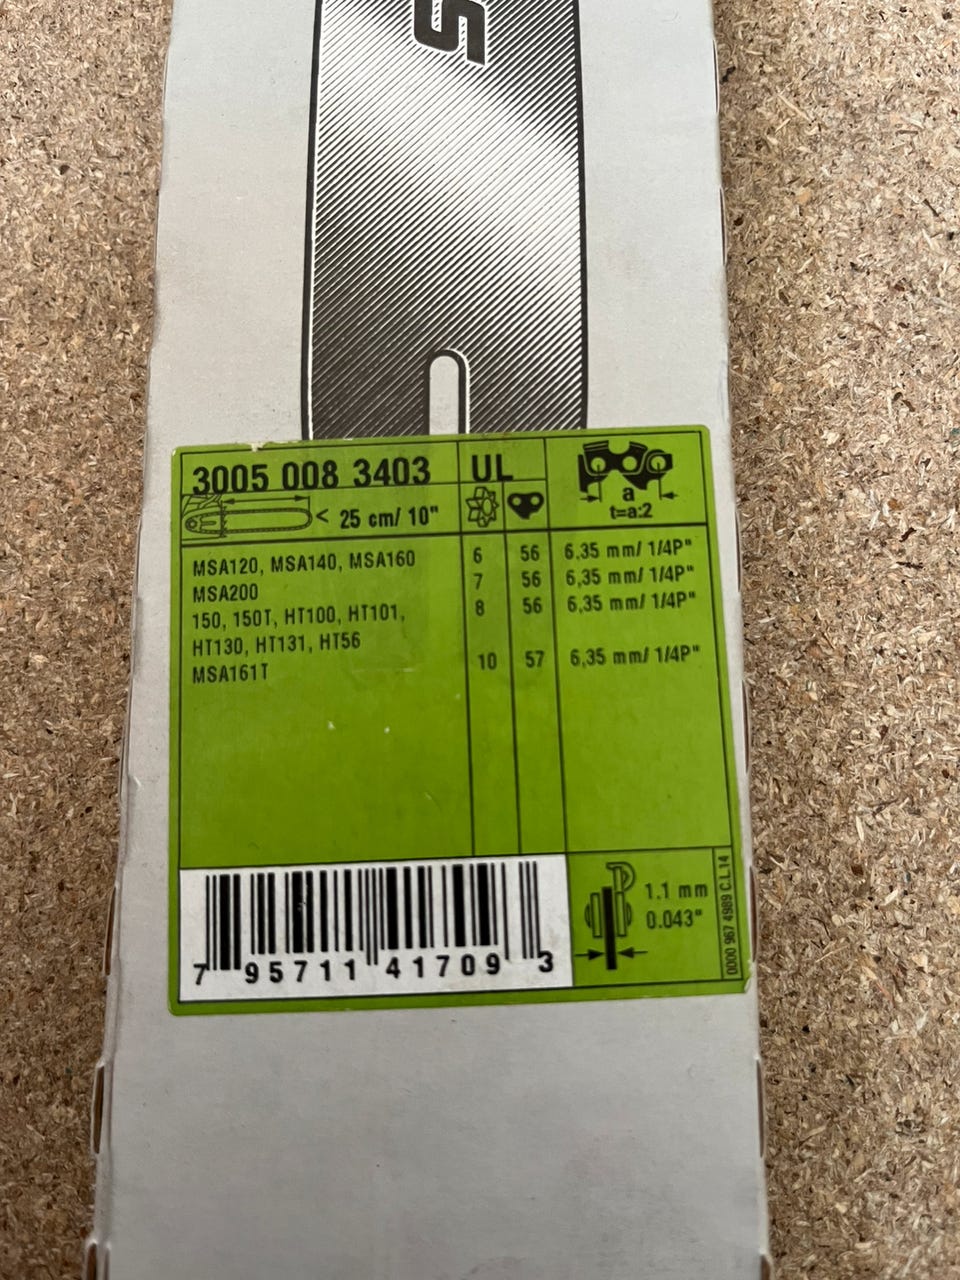 S
3005 008 3403 UL
a
t=a:2
< 25 cm/ 10"
MSA120, MSA140, MSA160 6 56 6,35 mm/ 1/4P"
MSA200 7 56 6,35 mm/ 1/4P"
150, 150T, HT100, HT101, 8 56 6,35 mm/ 1/4P"
HT130, HT131, HT56
MSA161T 10 57 6,35 mm/ 1/4P"
1.1 mm
0.043"
0000 967 4989 C.L.14
7 95711 41709 3